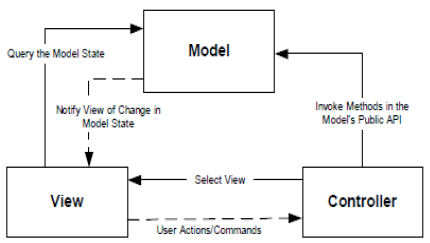 Model
Query the Model State
Notify View of Change in
Model State
Invoke Methods in the
Model's Public API
View
Select View
Controller
User Actions/Commands